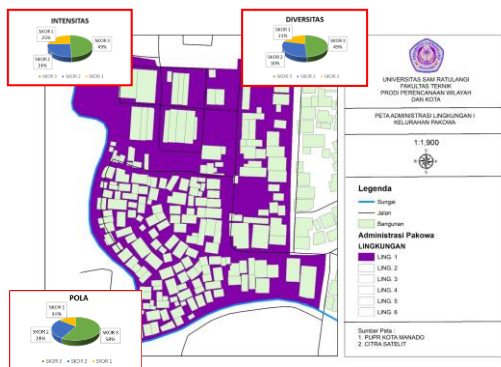 INTENSITAS
SKOR 1
25%
SKOR 2
26%
SKOR 3
49%
SKOR 3 SKOR 2 SKOR 1
DIVERSITAS
SKOR 1
21%
SKOR 2
30%
SKOR 3
49%
SKOR 3 SKOR 2 SKOR 1
POLA
SKOR 1
SKOR 2
28%
SKOR 3
SKOR 3 SKOR 2 SKOR 1
UNIVERSITAS SAM RATULANGI
FAKULTAS TEKNIK
PRODI PERENCANAAN WILAYAH
DAN KOTA
PETA ADMINISTRASI LINGKUNGAN I
KELURAHAN PAKOWA
1:1,900
Legenda
Sungai
Jalan
Bangunan
Administrasi Pakowa
LINGKUNGAN
LING. 1
LING. 2
LING. 3
LING. 4
LING. 5
LING. 6
Sumber Peta :
1. PUPR KOTA MANADO
2. CITRA SATELIT